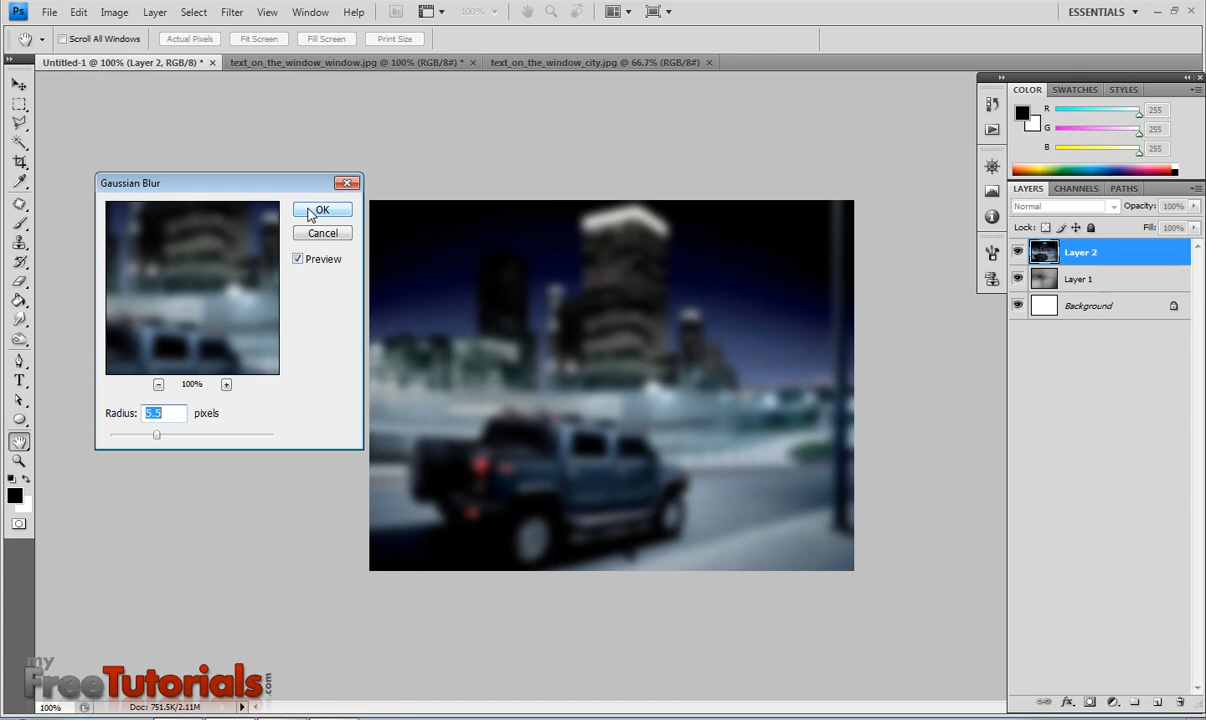 Ps File Edit Image Layer Select Filter View Window Help Br 100% ESSENTIALS
Scroll All Windows Actual Pixels Fit Screen Fill Screen Print Size
Untitled-1 @ 100% (Layer 2, RGB/8) * text_on_the_window_window.jpg @ 100% (RGB/8#) * text_on_the_window_city.jpg @ 66.7% (RGB/8#)
COLOR SWATCHES STYLES
R 255
G 255
B 255
Gaussian Blur
OK
Cancel
Preview
100%
Radius: 5.5 pixels
LAYERS CHANNELS PATHS
Normal Opacity: 100%
Lock: Fill: 100%
Layer 2
Layer 1
Background
T
my
FreeTutorials.com
100% Doc: 751.5K/2.11M
fx